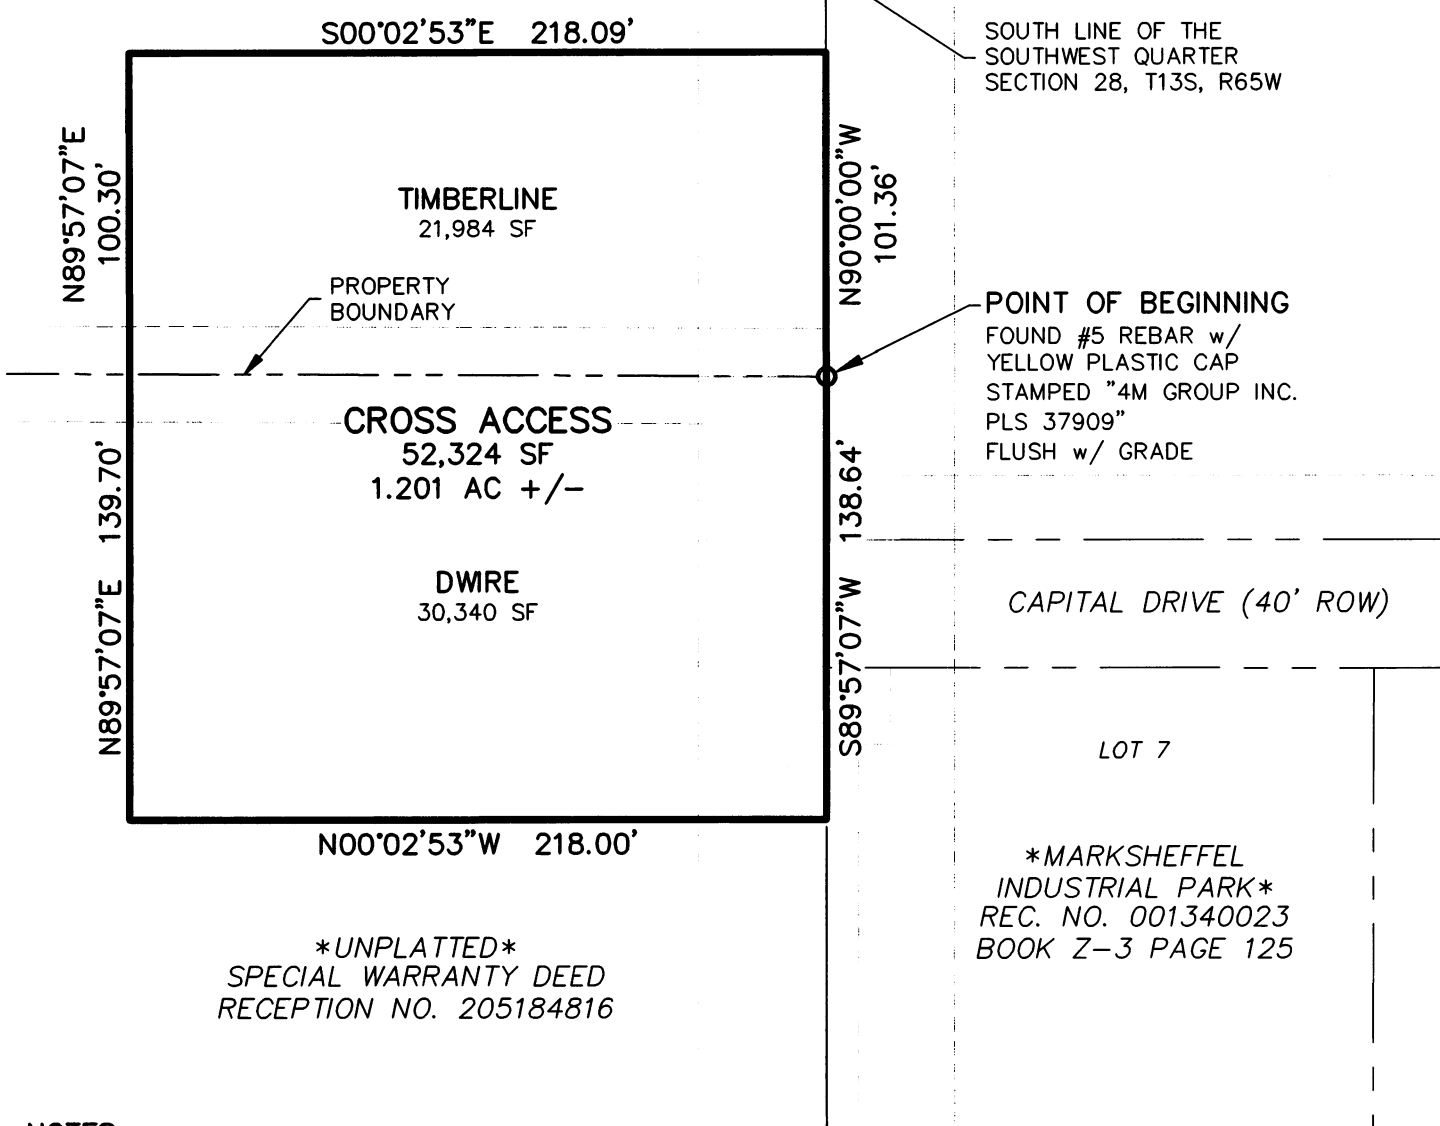 S00°02'53"E 218.09'
SOUTH LINE OF THE
SOUTHWEST QUARTER
SECTION 28, T13S, R65W
N89°57'07"E
100.30'
TIMBERLINE
21,984 SF
N90°00'00"W
101.36'
PROPERTY
BOUNDARY
POINT OF BEGINNING
FOUND #5 REBAR w/
YELLOW PLASTIC CAP
STAMPED "4M GROUP INC.
PLS 37909"
FLUSH w/ GRADE
CROSS ACCESS
52,324 SF
1.201 AC +/-
N89°57'07"E 139.70'
S89°57'07"W 138.64'
DWIRE
30,340 SF
CAPITAL DRIVE (40' ROW)
LOT 7
N00°02'53"W 218.00'
*MARKSHEFFEL
INDUSTRIAL PARK*
REC. NO. 001340023
BOOK Z-3 PAGE 125
*UNPLATTED*
SPECIAL WARRANTY DEED
RECEPTION NO. 205184816